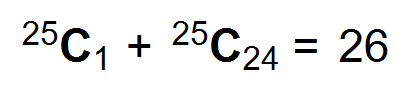 ²⁵C₁ + ²⁵C₂₄ = 26